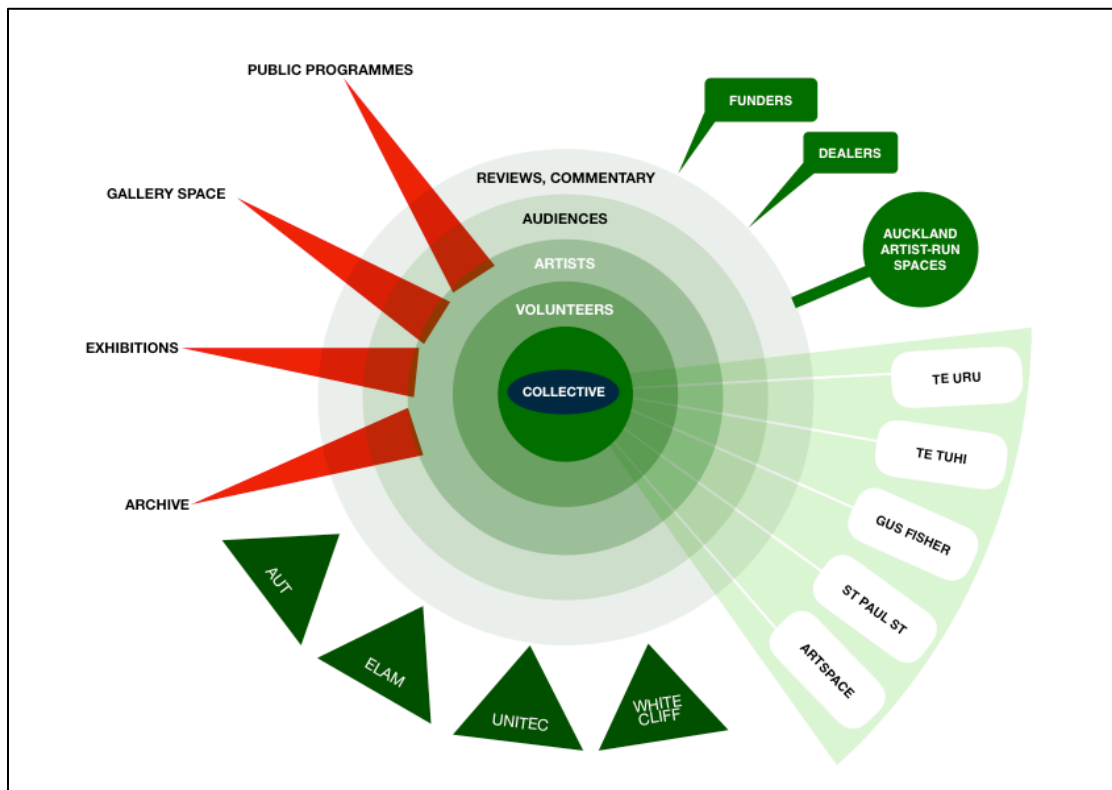 PUBLIC PROGRAMMES
FUNDERS
DEALERS
GALLERY SPACE
REVIEWS, COMMENTARY
AUDIENCES
AUCKLAND
ARTIST-RUN
SPACES
ARTISTS
VOLUNTEERS
EXHIBITIONS
COLLECTIVE
TE URU
TE TUHI
ARCHIVE
GUS FISHER
ST PAUL ST
ARTSPACE
AUT
ELAM
UNITEC
WHITE
CLIFF